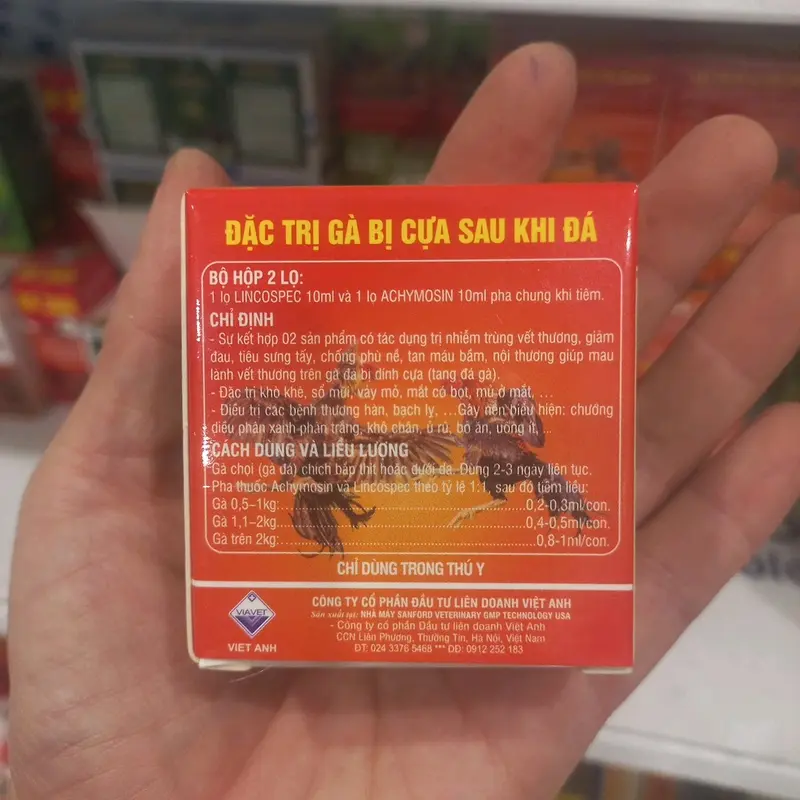 ĐẶC TRỊ GÀ BỊ CỰA SAU KHI ĐÁ
BỘ HỘP 2 LỌ:
1 lọ LINCOSPEC 10ml và 1 lọ ACHYMOSIN 10ml pha chung khi tiêm.
CHỈ ĐỊNH
- Sự kết hợp 02 sản phẩm có tác dụng trị nhiễm trùng vết thương, giảm
đau, tiêu sưng tấy, chống phù nề, tan máu bầm, nội thương giúp mau
lành vết thương trên gà đá bị dính cựa (tang đá gà).
- Đặc trị khò khè, sổ mũi, vảy mỏ, mắt có bọt, mủ ở mắt, ...
- Điều trị các bệnh thương hàn, bạch lỵ, ...Gây nên biểu hiện: chướng
diều phân xanh phân trắng, khô chân, ủ rũ, bỏ ăn, uống ít, ...
CÁCH DÙNG VÀ LIỀU LƯỢNG
Gà chọi (gà đá) chích bắp thịt hoặc dưới da. Dùng 2-3 ngày liên tục.
Pha thuốc Achymosin và Lincospec theo tỷ lệ 1:1, sau đó tiêm liều:
Gà 0,5–1kg:..........0,2-0,3ml/con.
Gà 1,1–2kg:..........0,4-0,5ml/con.
Gà trên 2kg:..........0,8-1ml/con.
CHỈ DÙNG TRONG THÚ Y
VIAVET
VIET ANH
CÔNG TY CỔ PHẦN ĐẦU TƯ LIÊN DOANH VIỆT ANH
Sản xuất tại: NHÀ MÁY SANFORD VETERINARY GMP TECHNOLOGY USA
- Công ty cổ phần Đầu tư liên doanh Việt Anh
CCN Liên Phương, Thường Tín, Hà Nội, Việt Nam
ĐT: 024 3376 5468 *** DĐ: 0912 252 183